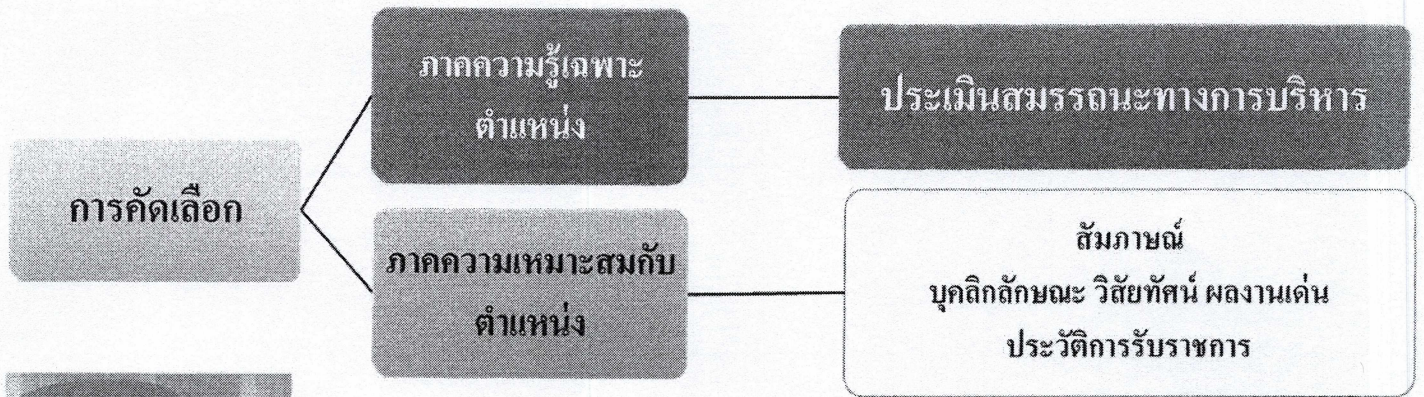 การคัดเลือก
ภาคความรู้เฉพาะ
ตำแหน่ง
ประเมินสมรรถนะทางการบริหาร
ภาคความเหมาะสมกับ
ตำแหน่ง
สัมภาษณ์
บุคลิกลักษณะ วิสัยทัศน์ ผลงานเด่น
ประวัติการรับราชการ